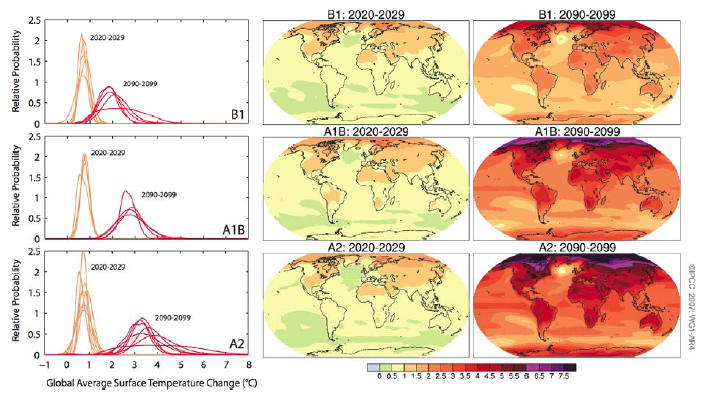 B1: 2020-2029
B1: 2090-2099
2.5
2
1.5
1
0.5
0
Relative Probability
2020-2029
2090-2099
B1
A1B: 2020-2029
A1B: 2090-2099
2.5
2
1.5
1
0.5
0
Relative Probability
2020-2029
2090-2099
A1B
A2: 2020-2029
A2: 2090-2099
2.5
2
1.5
1
0.5
0
Relative Probability
2020-2029
2090-2099
A2
−1 0 1 2 3 4 5 6 7 8
Global Average Surface Temperature Change (°C)
0 0.5 1 1.5 2 2.5 3 3.5 4 4.5 5 5.5 6 6.5 7 7.5
©IPCC 2007: WG1-AR4